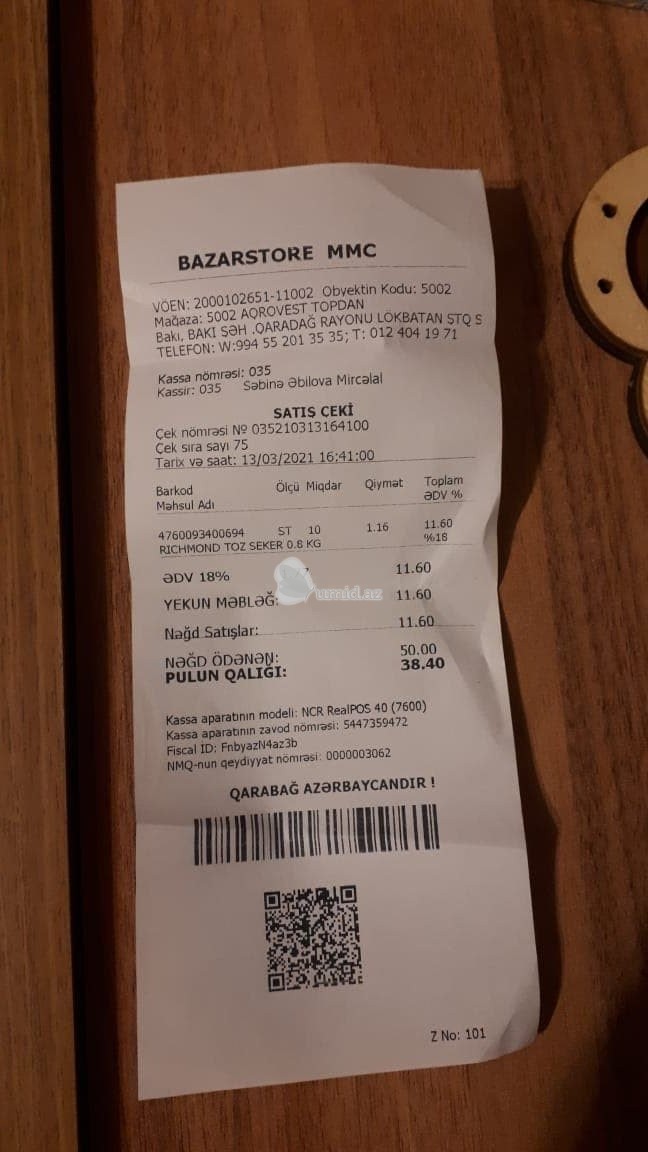 BAZARSTORE MMC
VÖEN: 2000102651-11002 Obyektin Kodu: 5002
Mağaza: 5002 AQROVEST TOPDAN
Bakı, BAKI ŞƏH .QARADAĞ RAYONU LÖKBATAN STQ S
TELEFON: W:994 55 201 35 35; T: 012 404 19 71
Kassa nömrəsi: 035
Kassir: 035 Səbinə Əbilova Mircəlal
SATIŞ ÇEKİ
Çek nömrəsi № 035210313164100
Çek sıra sayı 75
Tarix və saat: 13/03/2021 16:41:00
Barkod Ölçü Miqdar Qiymət Toplam
Məhsul Adı ƏDV %
4760093400694 ST 10 1.16 11.60
RICHMOND TOZ SEKER 0.8 KG %18
ƏDV 18% 11.60
YEKUN MƏBLƏĞ: 11.60
Nəğd Satışlar: 11.60
NƏĞD ÖDƏNƏN: 50.00
PULUN QALIĞI: 38.40
Kassa aparatının modeli: NCR RealPOS 40 (7600)
Kassa aparatının zavod nömrəsi: 5447359472
Fiscal ID: FnbyazN4az3b
NMQ-nun qeydiyyat nömrəsi: 0000003062
QARABAĞ AZƏRBAYCANDIR !
Z No: 101
umid.az